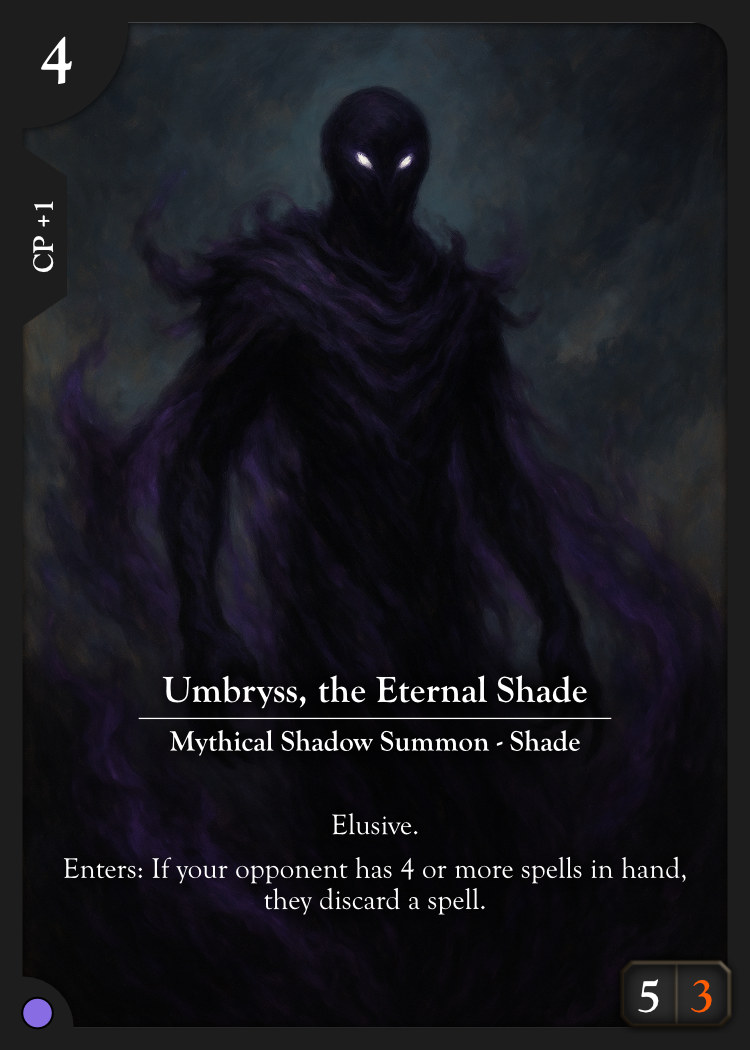 4
CP +1
Umbryss, the Eternal Shade
Mythical Shadow Summon - Shade
Elusive.
Enters: If your opponent has 4 or more spells in hand,
they discard a spell.
5 3